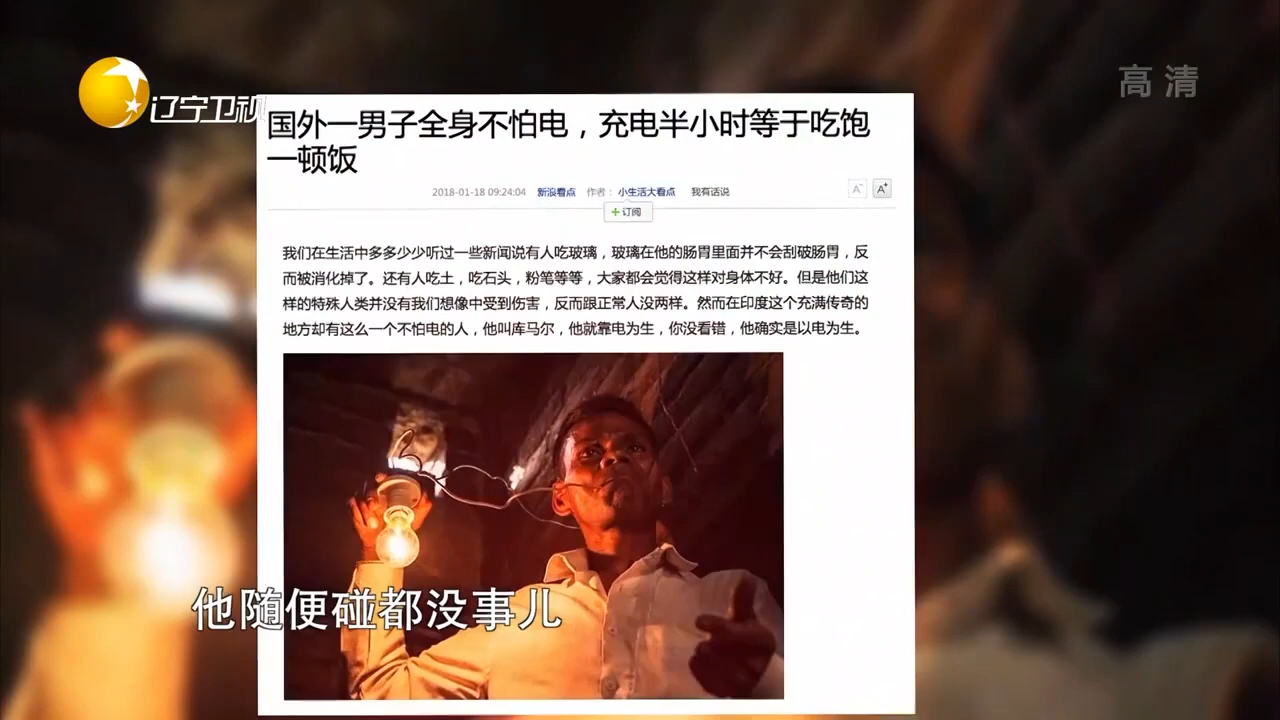 高清
辽宁卫视
国外一男子全身不怕电，充电半小时等于吃饱
一顿饭
2018-01-18 09:24:04 新浪看点 作者： 小生活大看点 我有话说
A- A+
+订阅
我们在生活中多多少少听过一些新闻说有人吃玻璃，玻璃在他的肠胃里面并不会刮破肠胃，反
而被消化掉了。还有人吃土，吃石头，粉笔等等，大家都会觉得这样对身体不好。但是他们这
样的特殊人类并没有我们想像中受到伤害，反而跟正常人没两样。然而在印度这个充满传奇的
地方却有这么一个不怕电的人，他叫库马尔，他就靠电为生，你没看错，他确实是以电为生。
他随便碰都没事儿